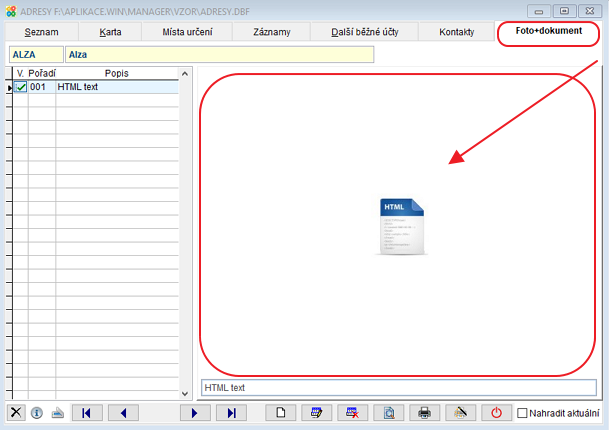 ADRESY F:\APLIKACE.WIN\MANAGER\VZOR\ADRESY.DBF
Seznam Karta Místa určení Záznamy Další běžné účty Kontakty Foto+dokument
ALZA Alza
V. Pořadí Popis
001 HTML text
HTML
HTML text
Nahradit aktuální